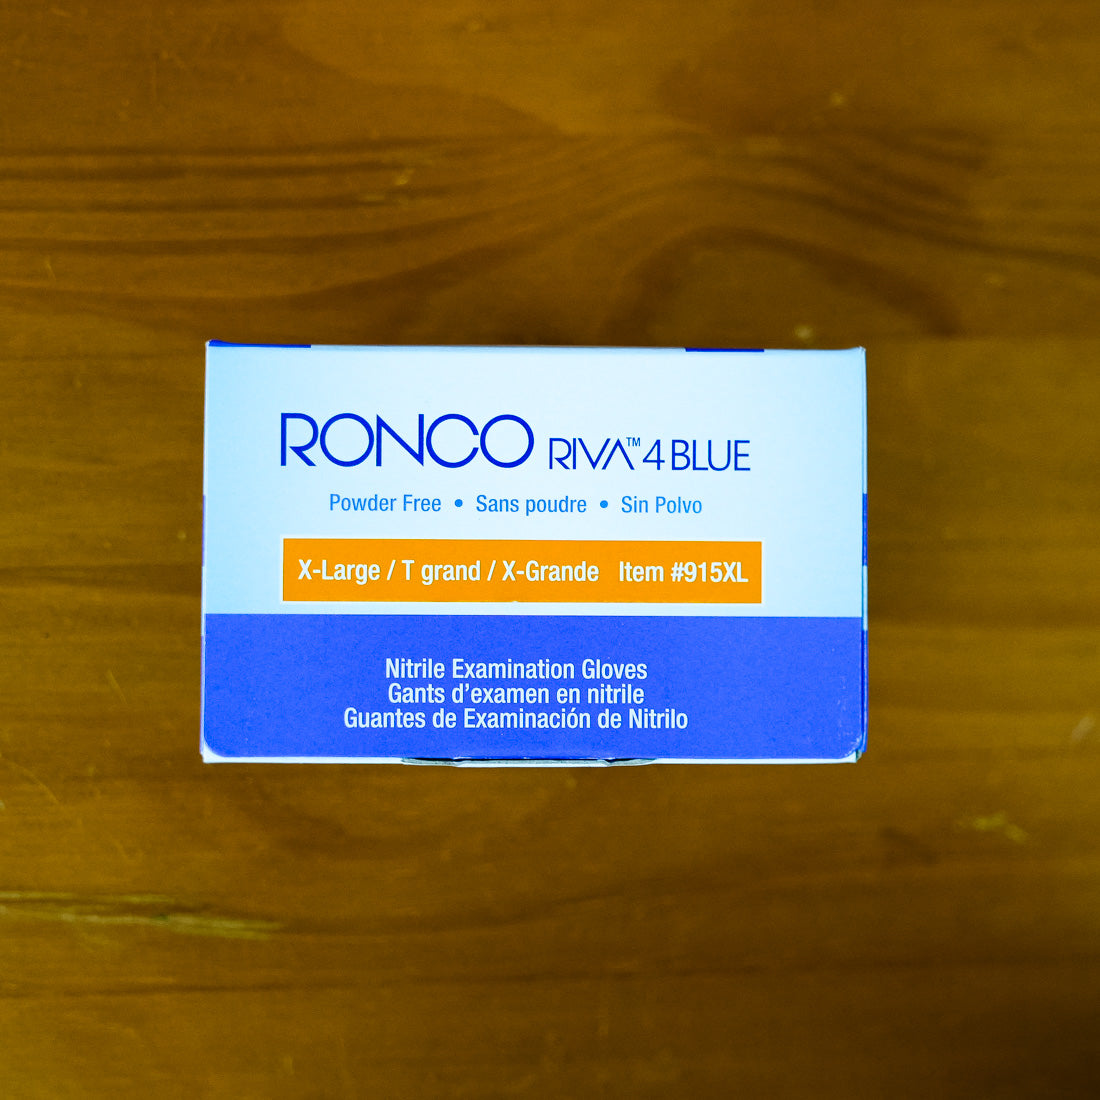 RONCO RIVA™ 4 BLUE
Powder Free • Sans poudre • Sin Polvo
X-Large / T grand / X-Grande Item #915XL
Nitrile Examination Gloves
Gants d'examen en nitrile
Guantes de Examinación de Nitrilo